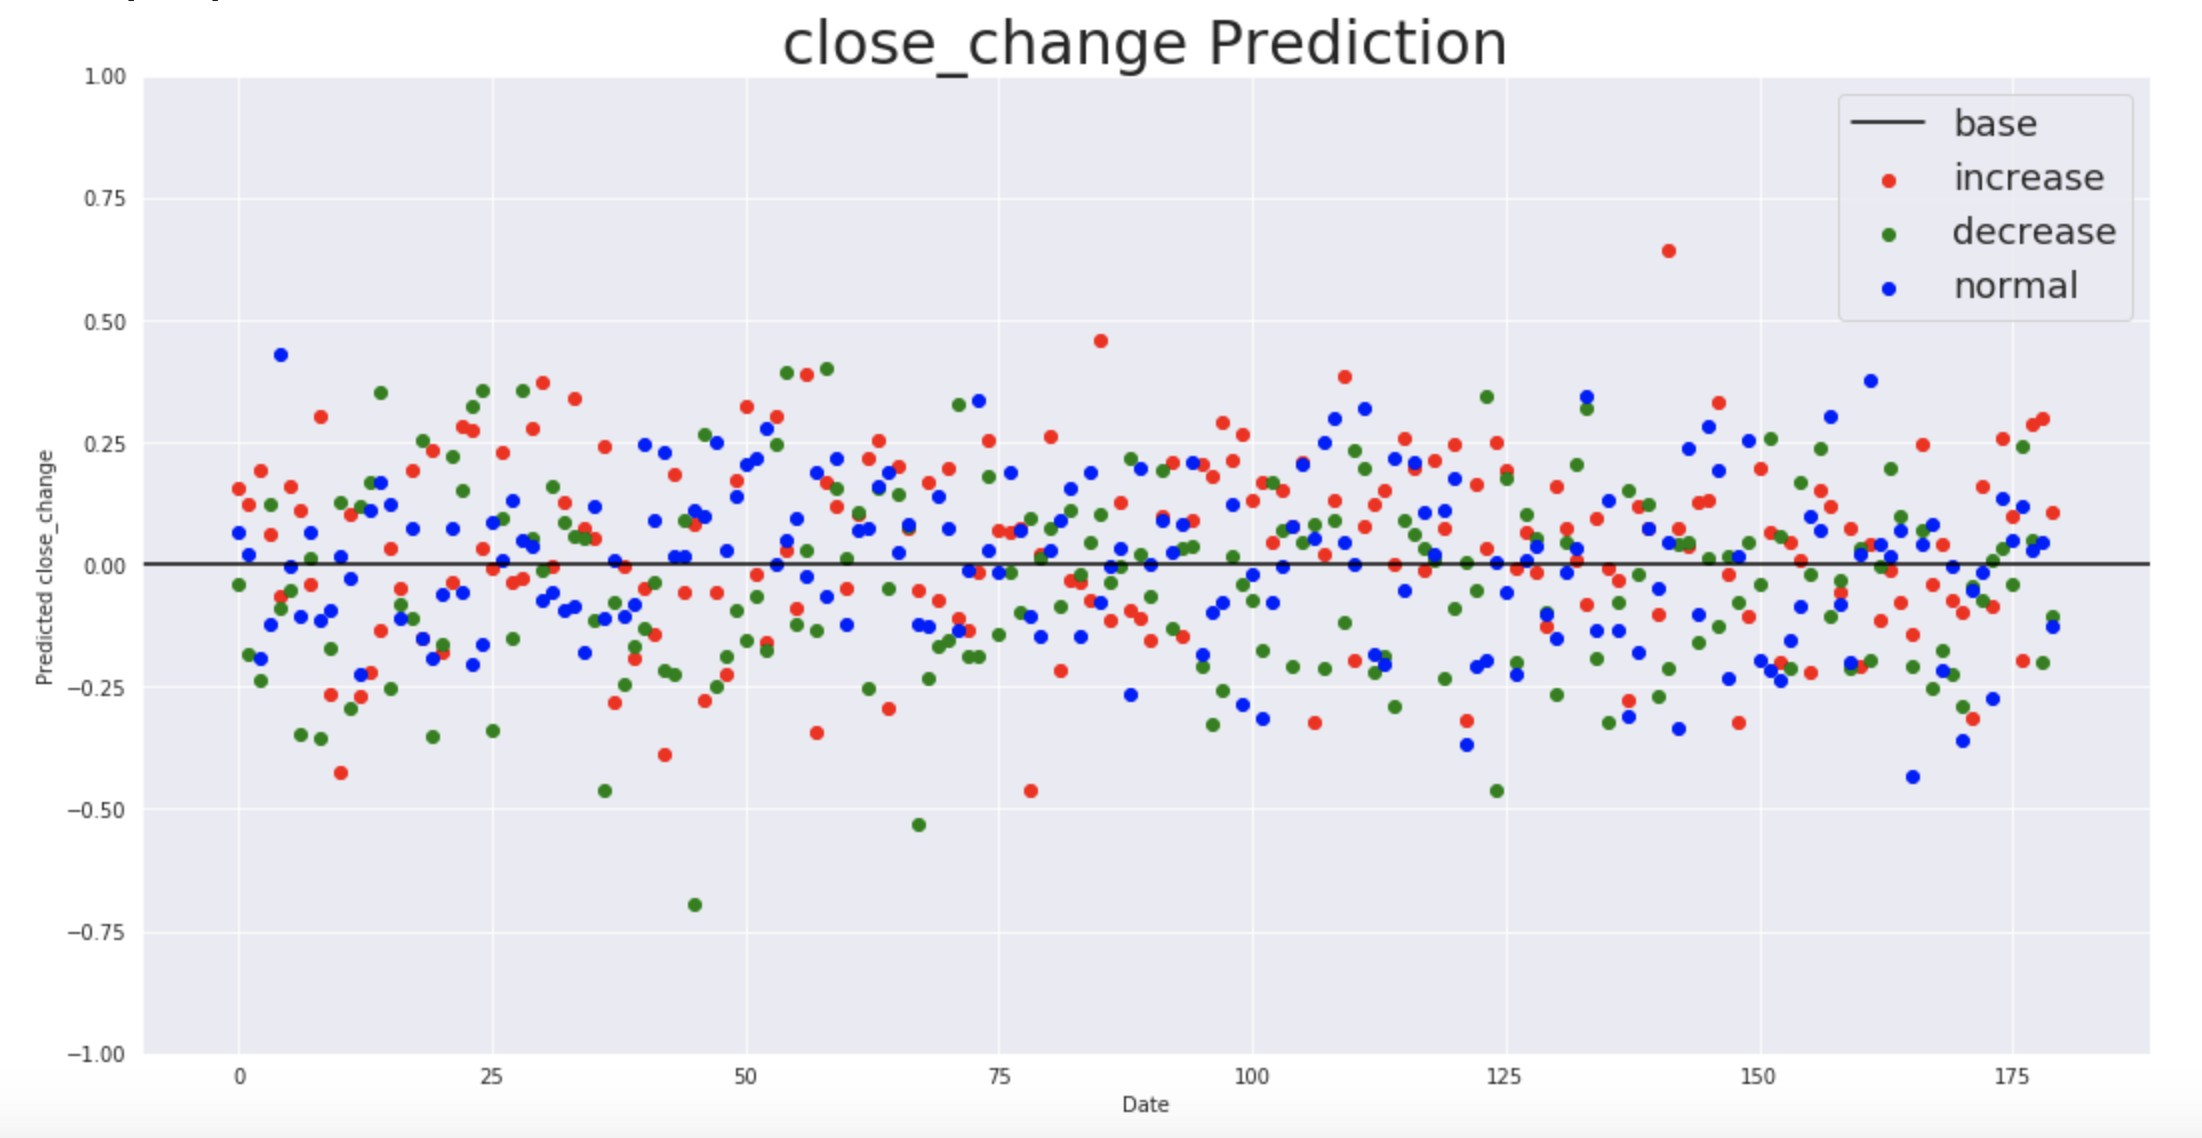 close_change Prediction
1.00
0.75
0.50
0.25
0.00
−0.25
−0.50
−0.75
−1.00
Predicted close_change
base
increase
decrease
normal
0 25 50 75 100 125 150 175
Date